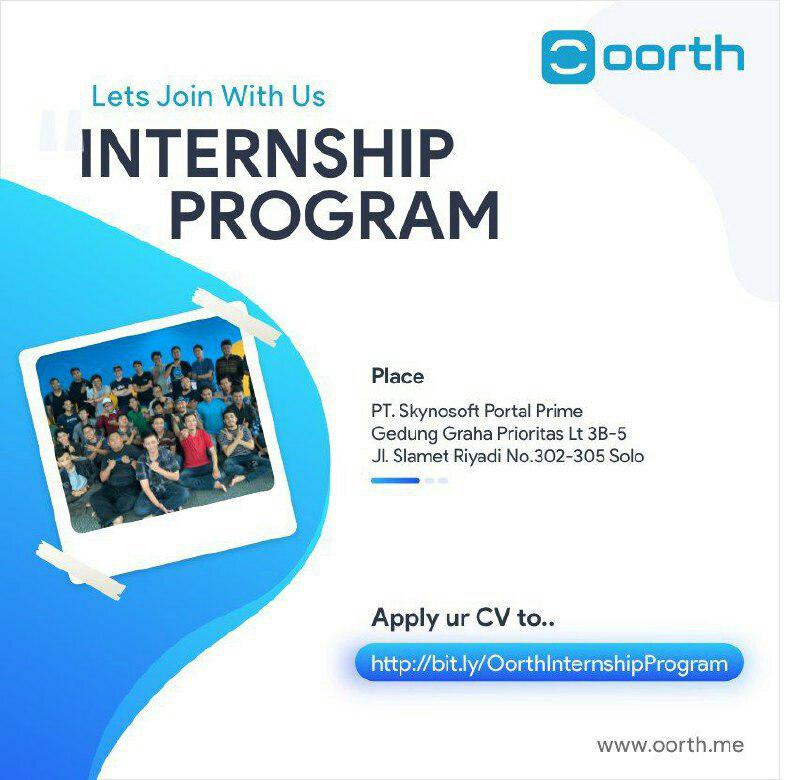 oorth
Lets Join With Us
INTERNSHIP
PROGRAM
Place
PT. Skynosoft Portal Prime
Gedung Graha Prioritas Lt 3B-5
Jl. Slamet Riyadi No.302-305 Solo
Apply ur CV to..
http://bit.ly/OorthInternshipProgram
www.oorth.me